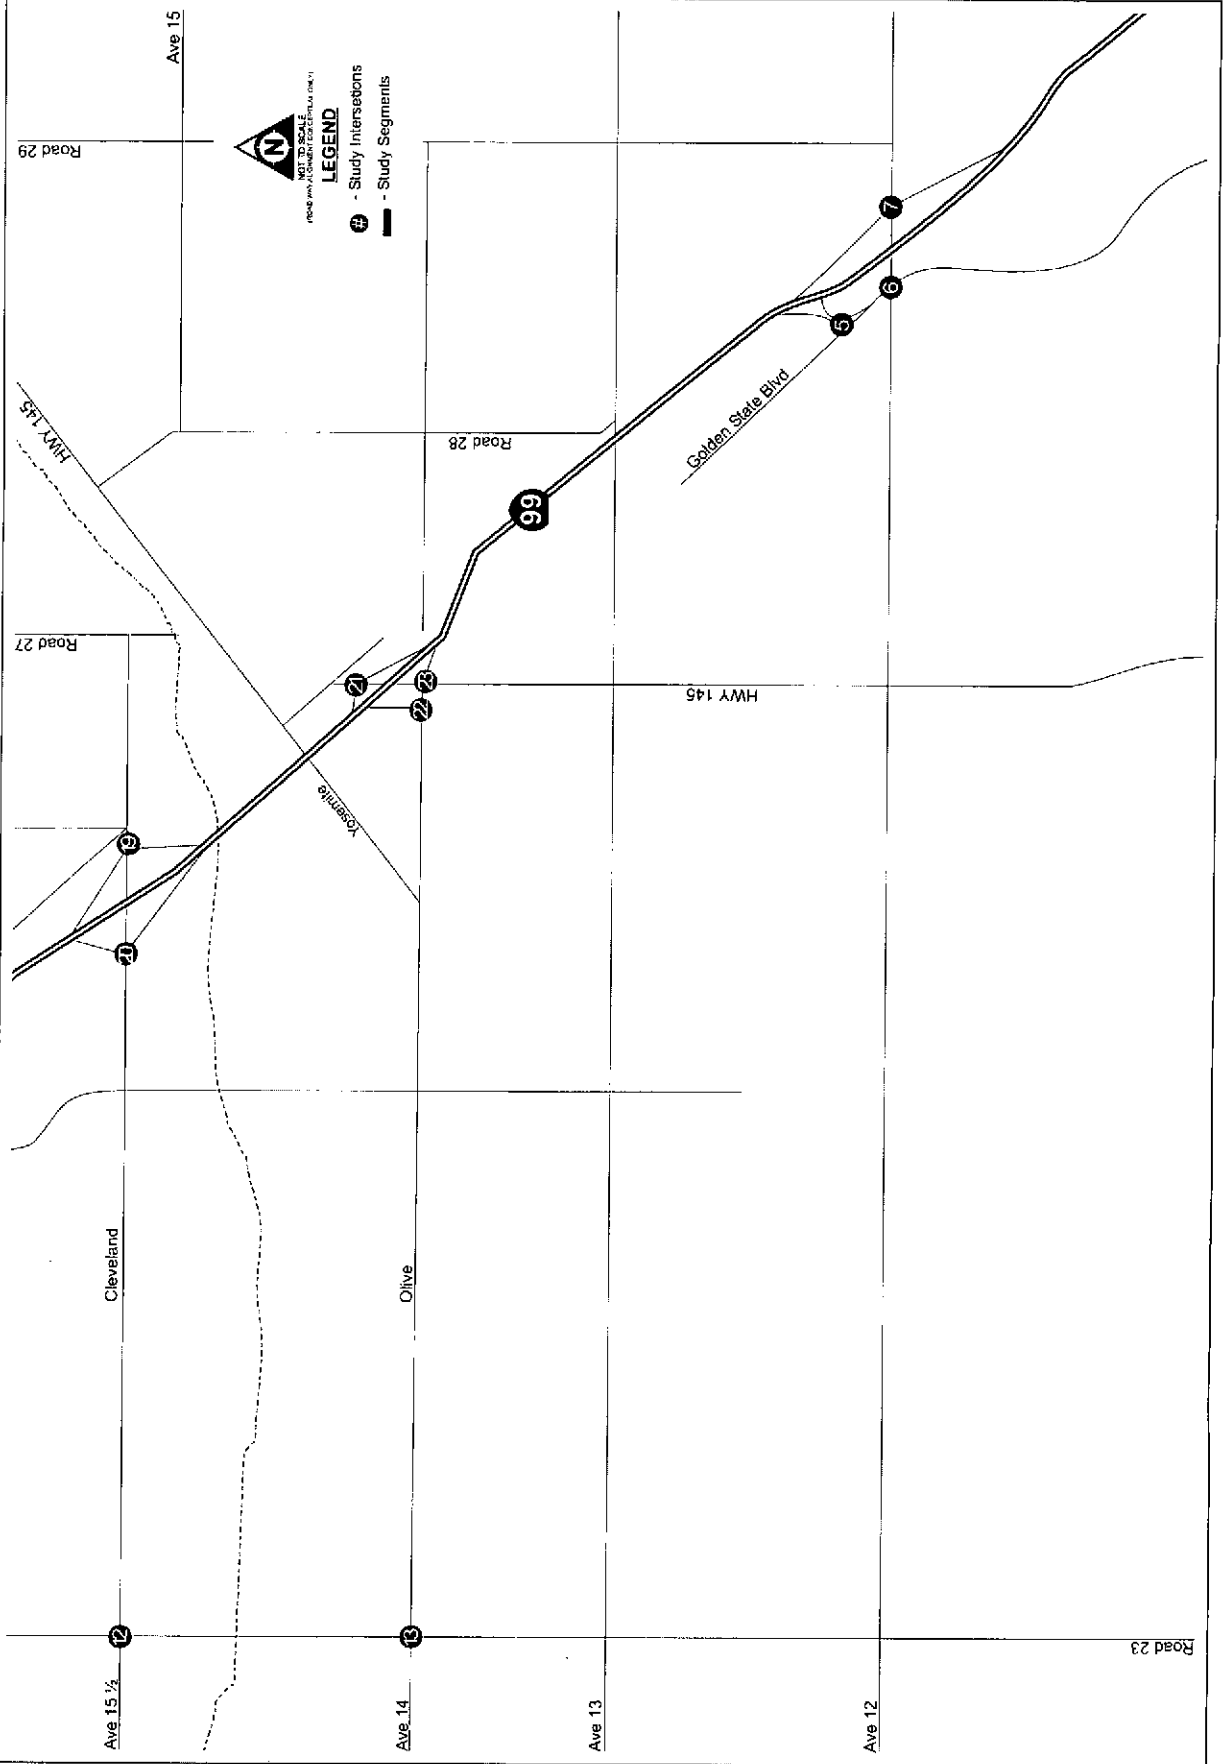 Ave 15
Road 29
N
NOT TO SCALE
LEGEND
# - Study Intersetions
- Study Segments
HWY 145
Road 28
Road 27
99
Golden State Blvd
7
6
5
21
23
22
HWY 145
Yosemite
19
20
Cleveland
Olive
12
13
Ave 15 ½
Ave 14
Ave 13
Ave 12
Road 23